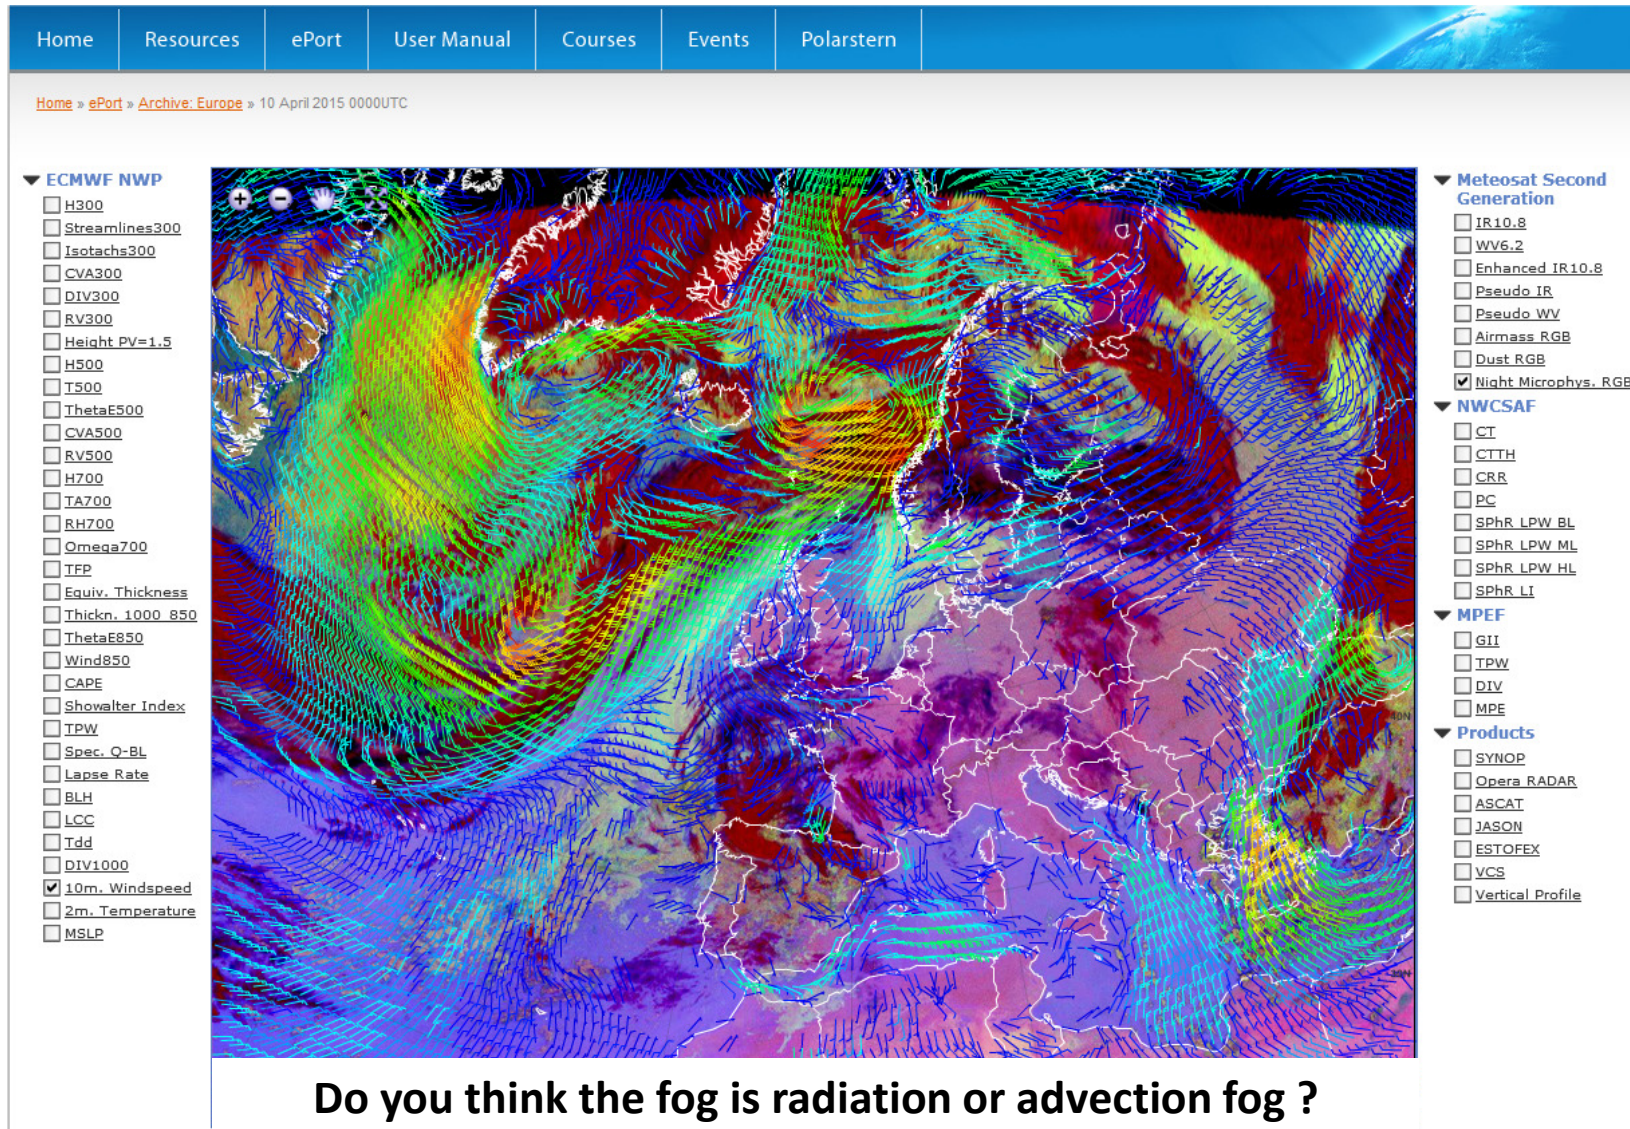 Home Resources ePort User Manual Courses Events Polarstern
Home » ePort » Archive: Europe » 10 April 2015 0000UTC
ECMWF NWP
H300
Streamlines300
Isotachs300
CVA300
DIV300
RV300
Height PV=1.5
H500
T500
ThetaE500
CVA500
RV500
H700
TA700
RH700
Omega700
TFP
Equiv. Thickness
Thickn. 1000_850
ThetaE850
Wind850
CAPE
Showalter Index
TPW
Spec. Q-BL
Lapse Rate
BLH
LCC
Tdd
DIV1000
10m. Windspeed
2m. Temperature
MSLP
40N
30N
Meteosat Second
Generation
IR10.8
WV6.2
Enhanced IR10.8
Pseudo IR
Pseudo WV
Airmass RGB
Dust RGB
Night Microphys. RGB
NWCSAF
CT
CTTH
CRR
PC
SPhR LPW BL
SPhR LPW ML
SPhR LPW HL
SPhR LI
MPEF
GII
TPW
DIV
MPE
Products
SYNOP
Opera RADAR
ASCAT
JASON
ESTOFEX
VCS
Vertical Profile
Do you think the fog is radiation or advection fog ?